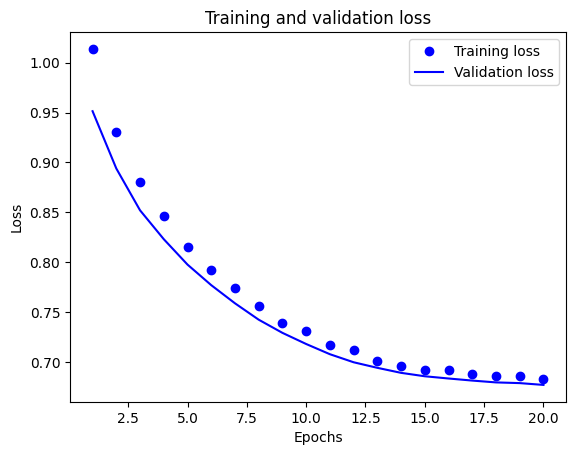 Training and validation loss
Training loss
Validation loss
1.00
0.95
0.90
0.85
0.80
0.75
0.70
Loss
2.5 5.0 7.5 10.0 12.5 15.0 17.5 20.0
Epochs